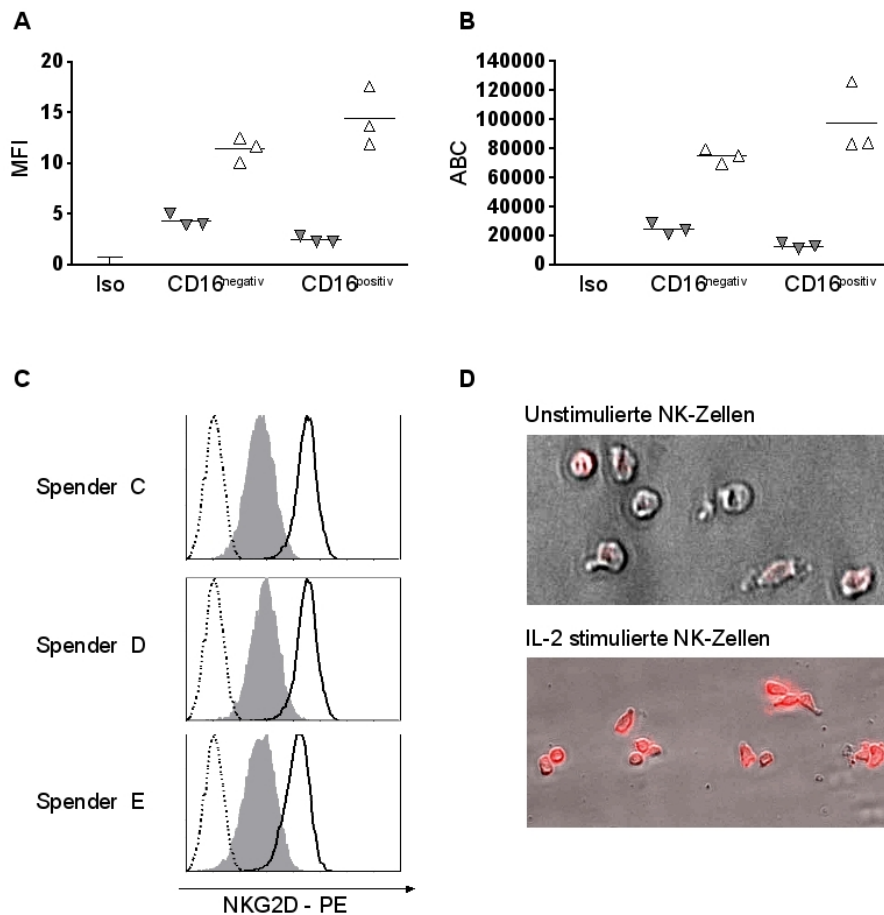 A
MFI
20
15
10
5
0
Iso
CD16negativ
CD16positiv
B
ABC
140000
120000
100000
80000
60000
40000
20000
0
Iso
CD16negativ
CD16positiv
C
Spender C
Spender D
Spender E
NKG2D - PE
D
Unstimulierte NK-Zellen
IL-2 stimulierte NK-Zellen